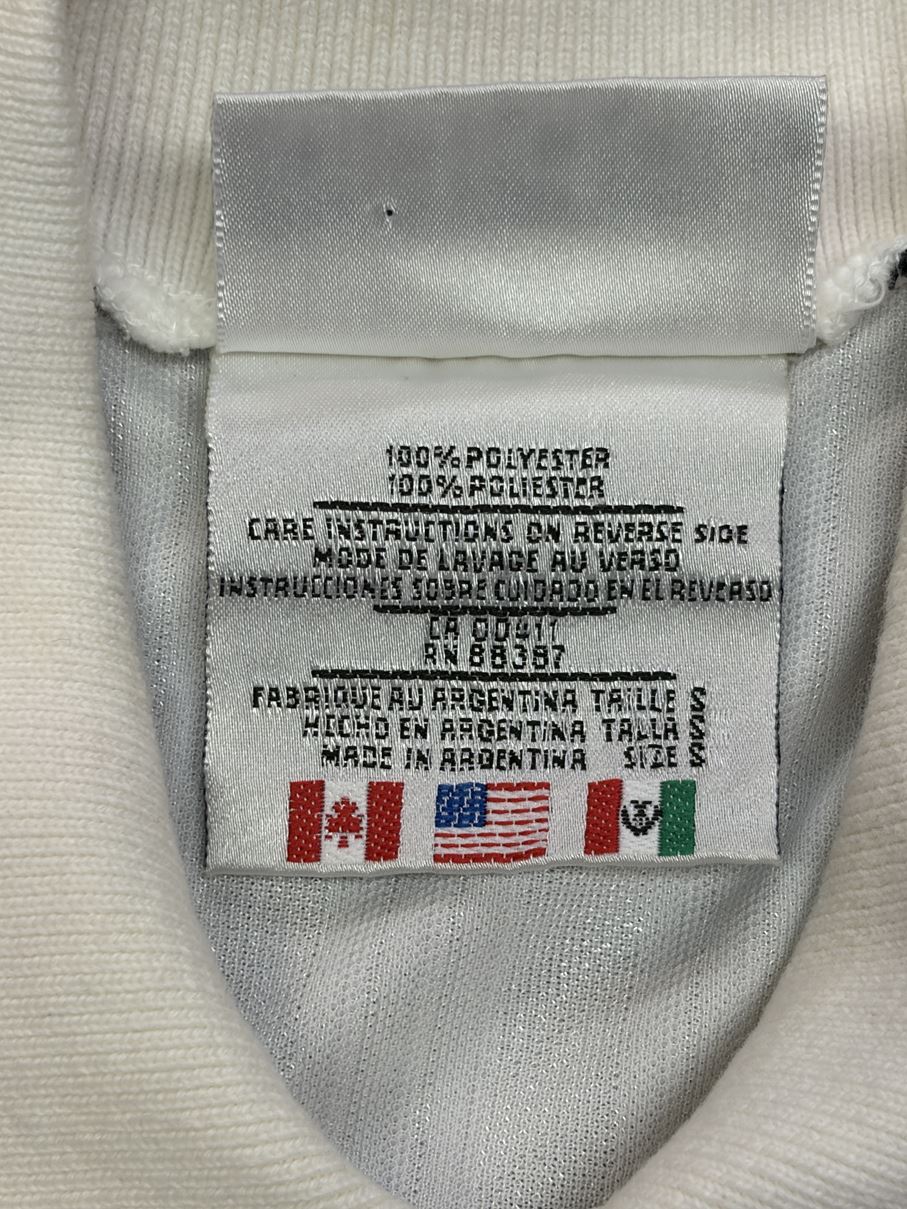 100% POLYESTER
100% POLIESTER
CARE INSTRUCTIONS ON REVERSE SIDE
MODE DE LAVAGE AU VERSO
INSTRUCCIONES SOBRE CUIDADO EN EL REVERSO
CA 00411
RN 88387
FABRIQUE AU ARGENTINA TAILLE S
HECHO EN ARGENTINA TALLA S
MADE IN ARGENTINA SIZE S